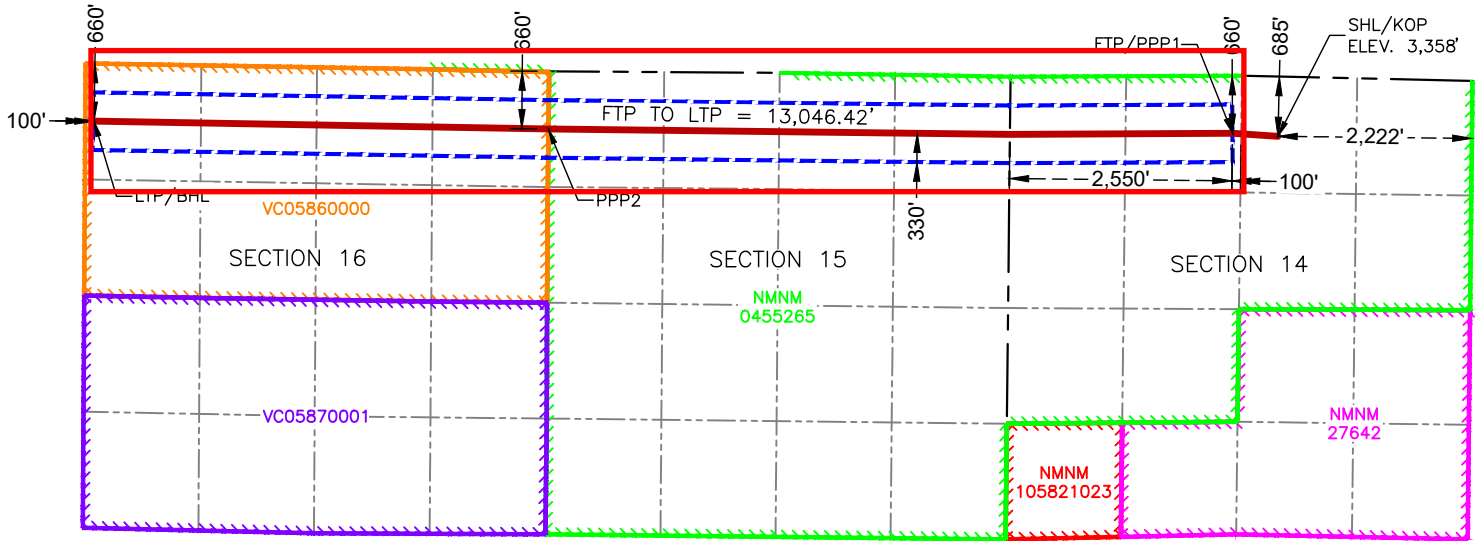 660'
660'
FTP/PPP1
660'
685'
SHL/KOP
ELEV. 3,358'
100'
FTP TO LTP = 13,046.42'
2,222'
LTP/BHL
PPP2
330'
2,550'
100'
VC05860000
SECTION 16
SECTION 15
SECTION 14
NMNM
0455265
VC05870001
NMNM
27642
NMNM
105821023